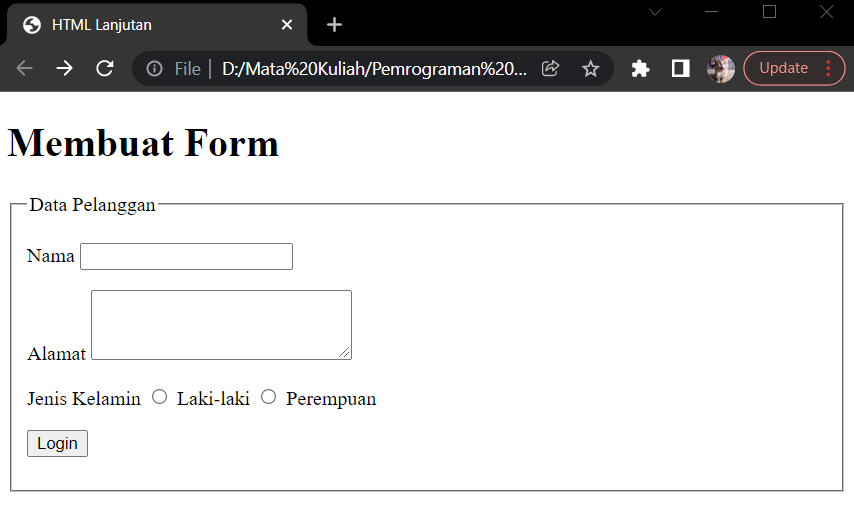 HTML Lanjutan
File | D:/Mata%20Kuliah/Pemrograman%20... Update
Membuat Form
Data Pelanggan
Nama
Alamat
Jenis Kelamin Laki-laki Perempuan
Login